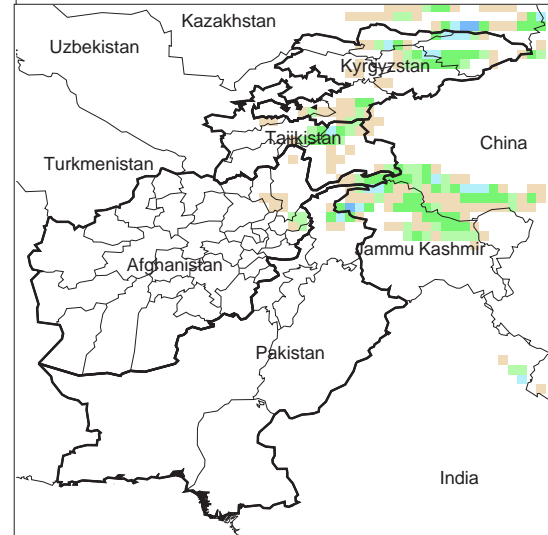 Kazakhstan
Uzbekistan
Kyrgyzstan
Tajikistan
China
Turkmenistan
Jammu Kashmir
Afghanistan
Pakistan
India